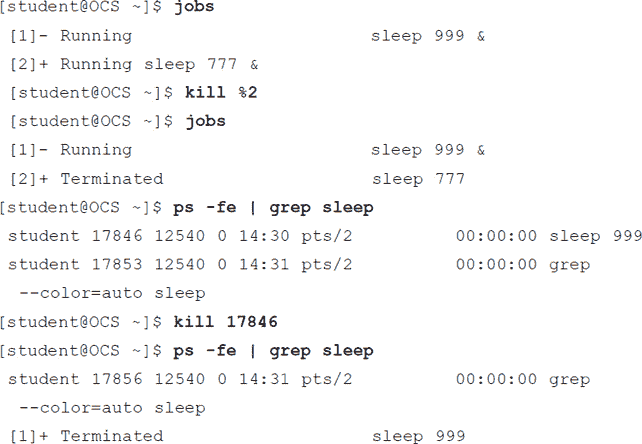 [student@OCS ~]$ jobs
[1]- Running sleep 999 &
[2]+ Running sleep 777 &
[student@OCS ~]$ kill %2
[student@OCS ~]$ jobs
[1]- Running sleep 999 &
[2]+ Terminated sleep 777
[student@OCS ~]$ ps -fe | grep sleep
student 17846 12540 0 14:30 pts/2 00:00:00 sleep 999
student 17853 12540 0 14:31 pts/2 00:00:00 grep
--color=auto sleep
[student@OCS ~]$ kill 17846
[student@OCS ~]$ ps -fe | grep sleep
student 17856 12540 0 14:31 pts/2 00:00:00 grep
--color=auto sleep
[1]+ Terminated sleep 999